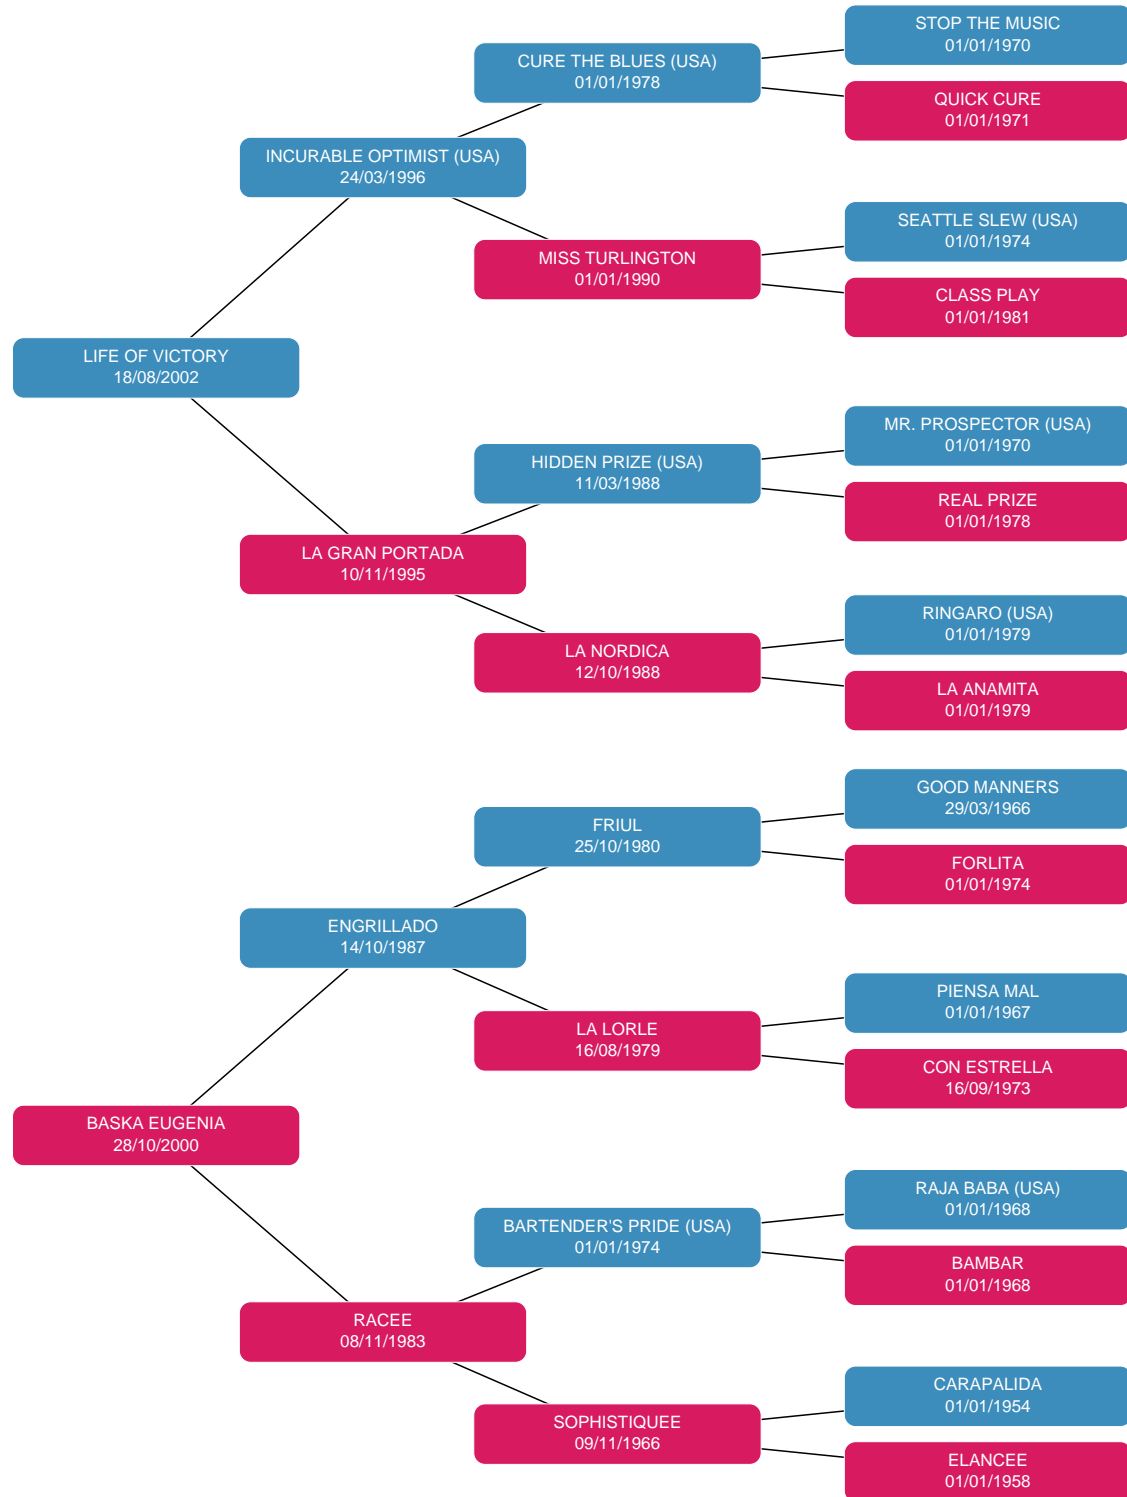 STOP THE MUSIC
01/01/1970
CURE THE BLUES (USA)
01/01/1978
QUICK CURE
01/01/1971
INCURABLE OPTIMIST (USA)
24/03/1996
SEATTLE SLEW (USA)
01/01/1974
MISS TURLINGTON
01/01/1990
CLASS PLAY
01/01/1981
LIFE OF VICTORY
18/08/2002
MR. PROSPECTOR (USA)
01/01/1970
HIDDEN PRIZE (USA)
11/03/1988
REAL PRIZE
01/01/1978
LA GRAN PORTADA
10/11/1995
RINGARO (USA)
01/01/1979
LA NORDICA
12/10/1988
LA ANAMITA
01/01/1979
GOOD MANNERS
29/03/1966
FRIUL
25/10/1980
FORLITA
01/01/1974
ENGRILLADO
14/10/1987
PIENSA MAL
01/01/1967
LA LORLE
16/08/1979
CON ESTRELLA
16/09/1973
BASKA EUGENIA
28/10/2000
RAJA BABA (USA)
01/01/1968
BARTENDER'S PRIDE (USA)
01/01/1974
BAMBAR
01/01/1968
RACEE
08/11/1983
CARAPALIDA
01/01/1954
SOPHISTIQUEE
09/11/1966
ELANCEE
01/01/1958